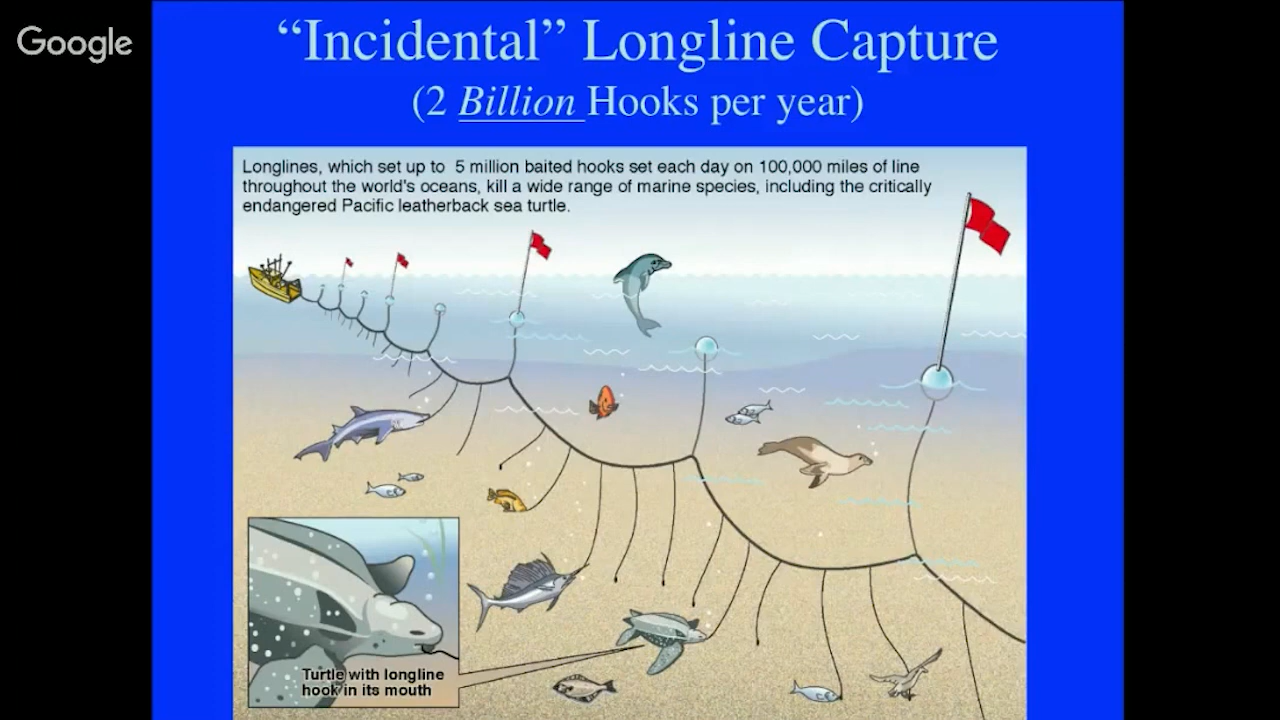 Google
“Incidental” Longline Capture
(2 Billion Hooks per year)
Longlines, which set up to 5 million baited hooks set each day on 100,000 miles of line
throughout the world's oceans, kill a wide range of marine species, including the critically
endangered Pacific leatherback sea turtle.
Turtle with longline
hook in its mouth